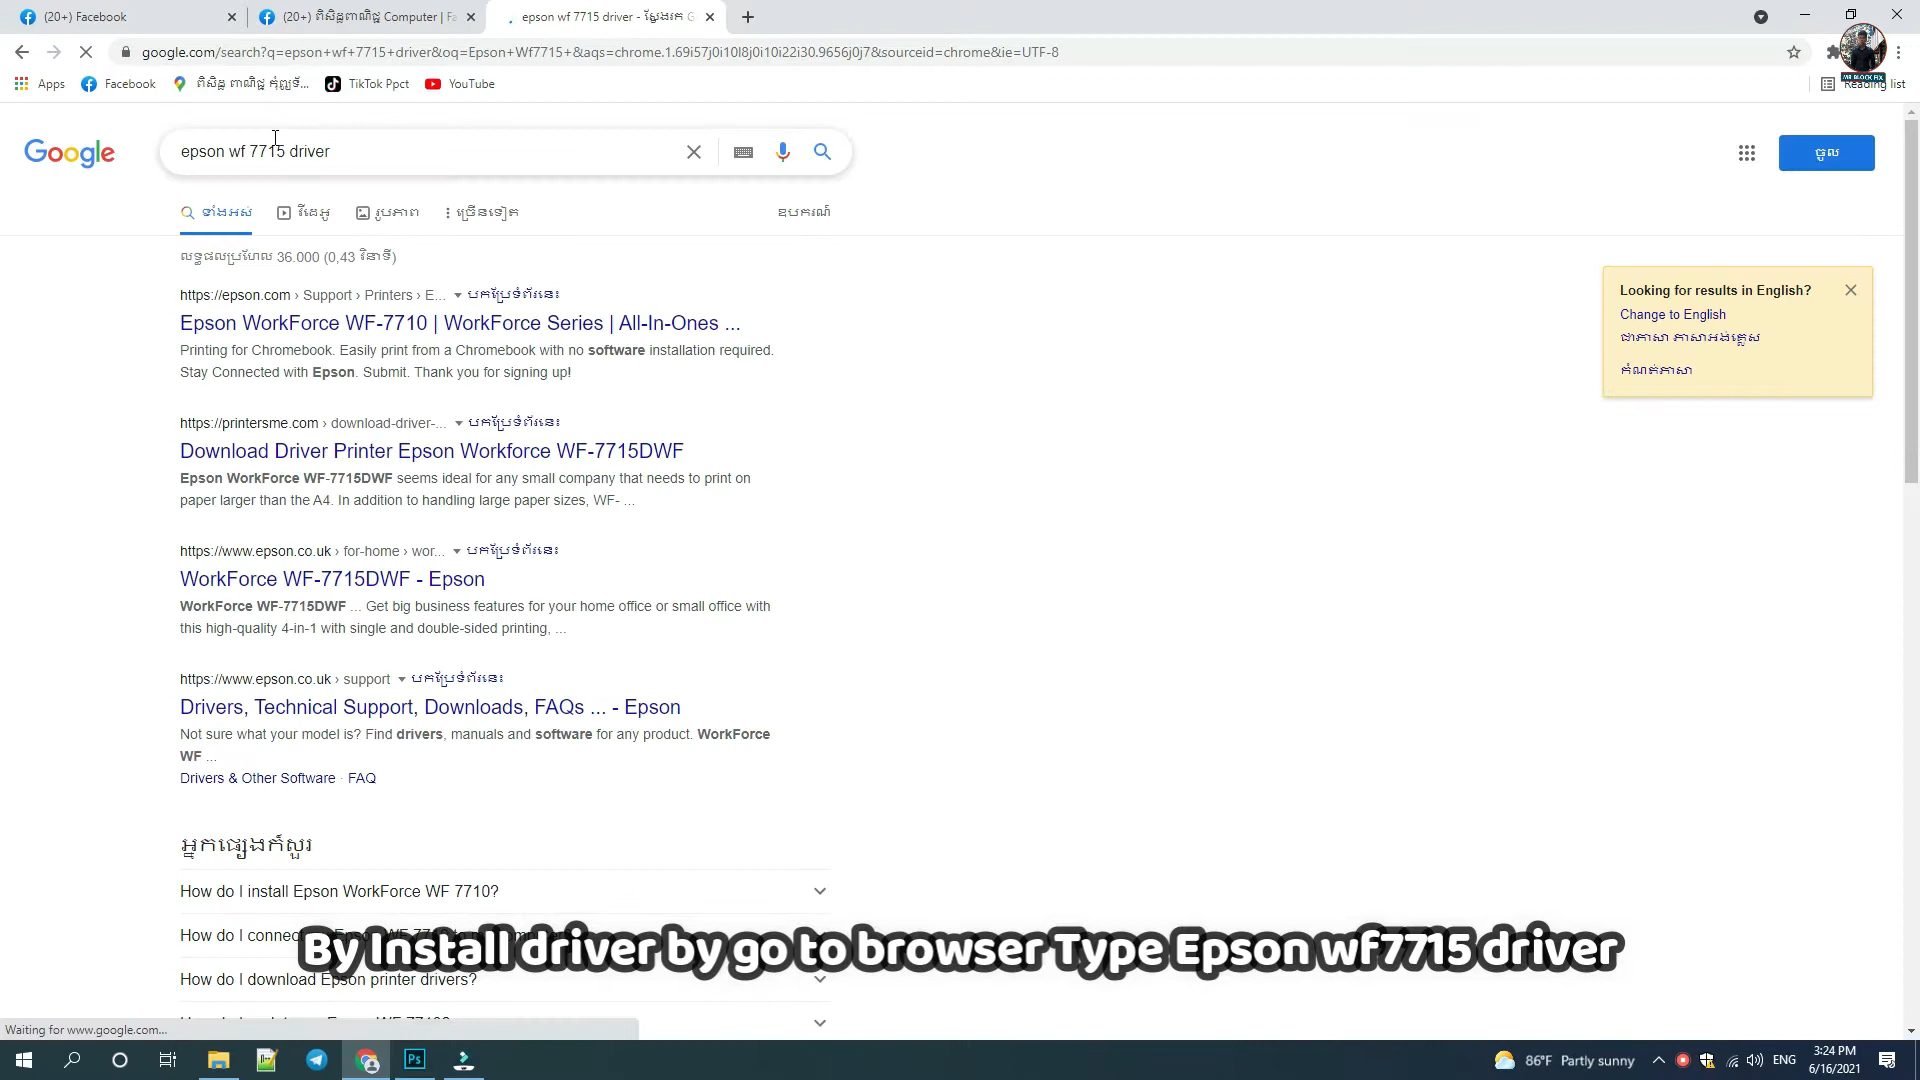 (20+) Facebook
(20+) ពិសិដ្ឋពាណិជ្ជ Computer | Fa
epson wf 7715 driver - ស្វែងរក G
google.com/search?q=epson+wf+7715+driver&oq=Epson+Wf7715+&aqs=chrome.1.69i57j0i10l8j0i10i22i30.9656j0j7&sourceid=chrome&ie=UTF-8
Apps
Facebook
ពិសិដ្ឋ ពាណិជ្ជ កុំព្យូទ័...
TikTok Ppct
YouTube
MR BLOCK FIX
Reading list
Google
epson wf 7715 driver
ចូល
ទាំងអស់
វីដេអូ
រូបភាព
ច្រើនទៀត
ឧបករណ៍
លទ្ធផលប្រហែល 36.000 (0,43 វិនាទី)
https://epson.com › Support › Printers › E... បកប្រែទំព័រនេះ
Epson WorkForce WF-7710 | WorkForce Series | All-In-Ones ...
Printing for Chromebook. Easily print from a Chromebook with no software installation required.
Stay Connected with Epson. Submit. Thank you for signing up!
https://printersme.com › download-driver-... បកប្រែទំព័រនេះ
Download Driver Printer Epson Workforce WF-7715DWF
Epson WorkForce WF-7715DWF seems ideal for any small company that needs to print on
paper larger than the A4. In addition to handling large paper sizes, WF- ...
https://www.epson.co.uk › for-home › wor... បកប្រែទំព័រនេះ
WorkForce WF-7715DWF - Epson
WorkForce WF-7715DWF ... Get big business features for your home office or small office with
this high-quality 4-in-1 with single and double-sided printing, ...
https://www.epson.co.uk › support បកប្រែទំព័រនេះ
Drivers, Technical Support, Downloads, FAQs ... - Epson
Not sure what your model is? Find drivers, manuals and software for any product. WorkForce
WF ...
Drivers & Other Software · FAQ
Looking for results in English?
Change to English
ជាភាសា ភាសាអង់គ្លេស
កំណត់ភាសា
អ្នកផ្សេងក៏សួរ
How do I install Epson WorkForce WF 7710?
How do I connect
By Install driver by go to browser Type Epson wf7715 driver
How do I download Epson printer drivers?
Waiting for www.google.com...
Ps
86°F Partly sunny
ENG
3:24 PM
6/16/2021